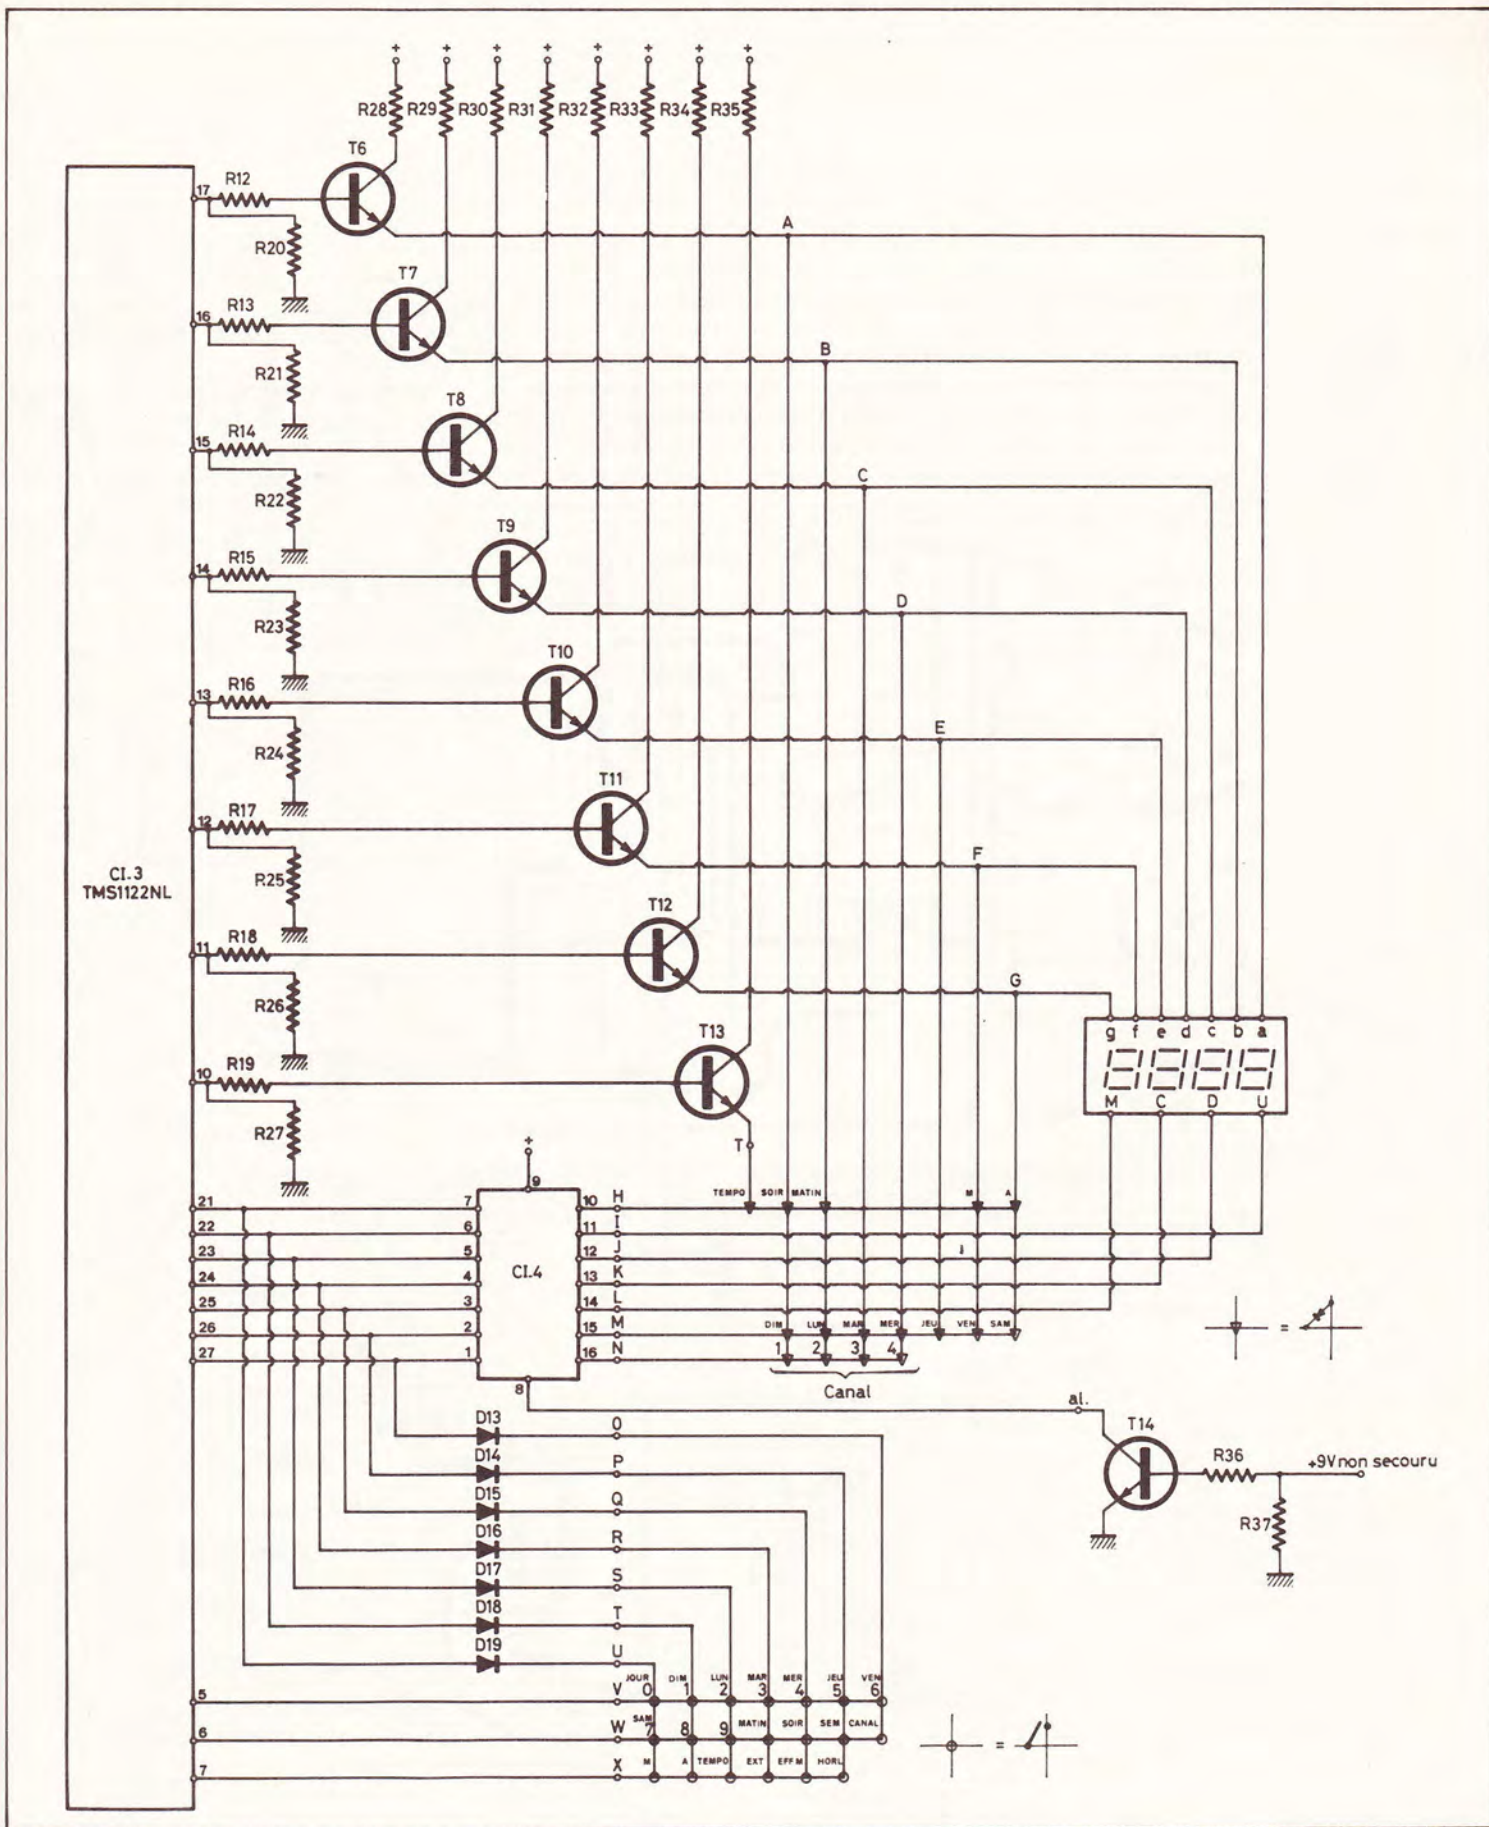 + + + + + + + +
R28 R29 R30 R31 R32 R33 R34 R35
T6
17 R12
A
R20
T7
16 R13
B
R21
T8
15 R14
C
R22
T9
14 R15
D
R23
T10
13 R16
E
R24
T11
12 R17
F
R25
CI.3
TMS1122NL
T12
11 R18
G
R26
g f e d c b a
T13
10 R19
M C D U
R27
T
+
9
TEMPO SOIR MATIN M A
21 7 10 H
22 6 11 I
23 5 12 J
24 4 CI.4 13 K
25 3 14 L
26 2 15 M
DIM LUN MAR MER JEU VEN SAM
27 1 16 N
1 2 3 4
=
8
Canal
al.
D13 O
T14
D14 P
R36 +9V non secouru
D15 Q
R37
D16 R
D17 S
D18 T
D19 U
JOUR DIM LUN MAR MER JEU VEN
5 V 0 1 2 3 4 5 6
SAM MATIN SOIR SEM CANAL
6 W 7 8 9
=
M A TEMPO EXT EFF M HORL
7 X